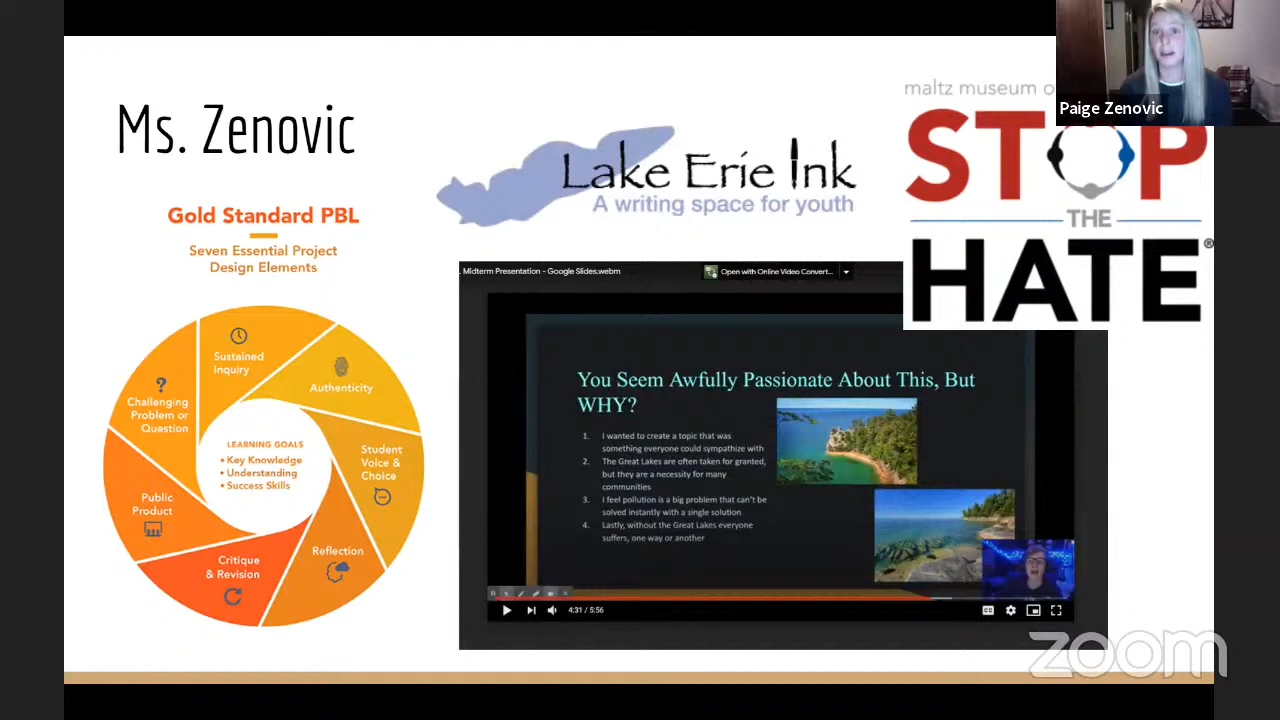 Paige Zenovic
Ms. Zenovic
Gold Standard PBL
Seven Essential Project
Design Elements
Sustained
Inquiry
Authenticity
Challenging
Problem or
Question
Student
Voice &
Choice
LEARNING GOALS
• Key Knowledge
• Understanding
• Success Skills
Public
Product
Critique
& Revision
Reflection
Lake Erie Ink
A writing space for youth
maltz museum o
STOP
THE
HATE®
. Midterm Presentation - Google Slides.webm
Open with Online Video Convert...
You Seem Awfully Passionate About This, But
WHY?
1. I wanted to create a topic that was
something everyone could sympathize with
2. The Great Lakes are often taken for granted,
but they are a necessity for many
communities
3. I feel pollution is a big problem that can't be
solved instantly with a single solution
4. Lastly, without the Great Lakes everyone
suffers, one way or another
4:31 / 5:56
CC
zoom